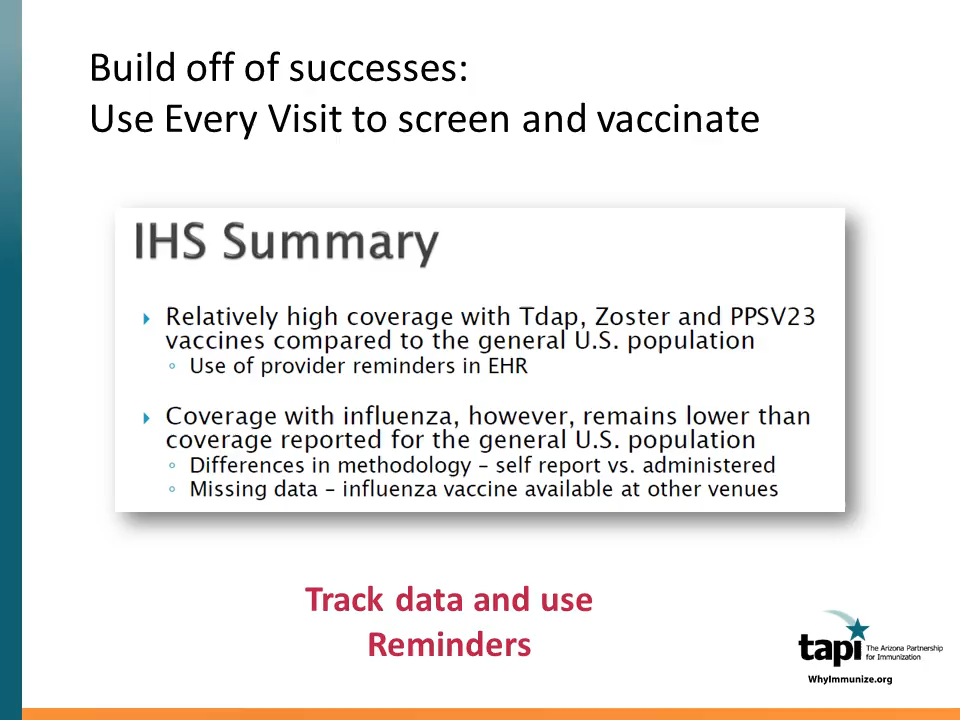 Build off of successes:
Use Every Visit to screen and vaccinate
IHS Summary
Relatively high coverage with Tdap, Zoster and PPSV23
vaccines compared to the general U.S. population
Use of provider reminders in EHR
Coverage with influenza, however, remains lower than
coverage reported for the general U.S. population
Differences in methodology – self report vs. administered
Missing data – influenza vaccine available at other venues
Track data and use
Reminders
tapi
The Arizona Partnership
for Immunization
WhyImmunize.org